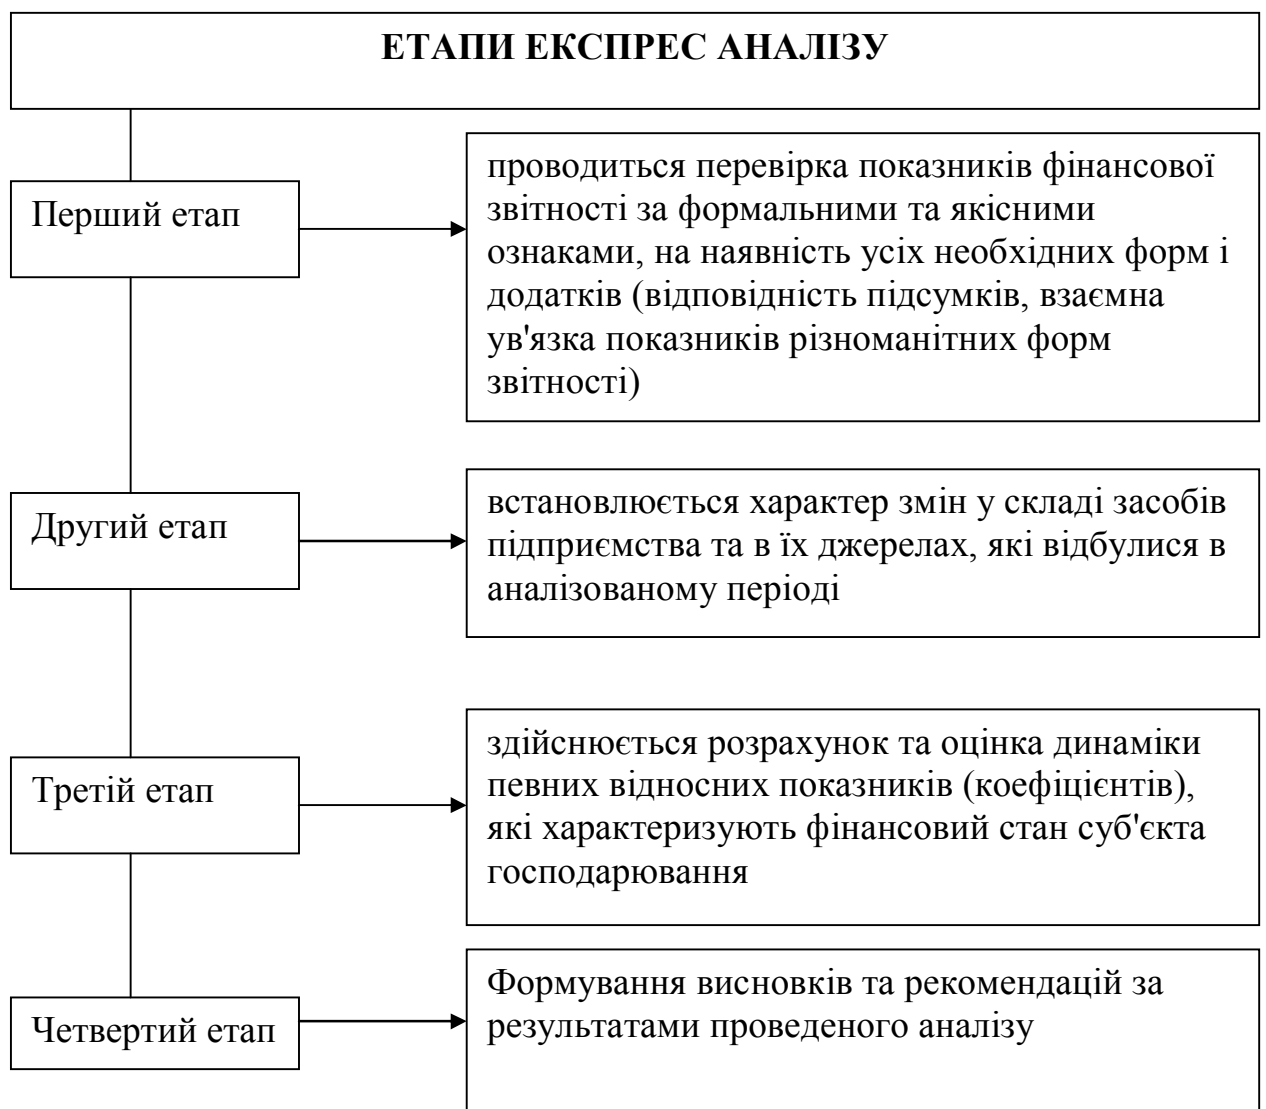 ЕТАПИ ЕКСПРЕС АНАЛІЗУ
Перший етап
проводиться перевірка показників фінансової
звітності за формальними та якісними
ознаками, на наявність усіх необхідних форм і
додатків (відповідність підсумків, взаємна
ув'язка показників різноманітних форм
звітності)
Другий етап
встановлюється характер змін у складі засобів
підприємства та в їх джерелах, які відбулися в
аналізованому періоді
Третій етап
здійснюється розрахунок та оцінка динаміки
певних відносних показників (коефіцієнтів),
які характеризують фінансовий стан суб'єкта
господарювання
Четвертий етап
Формування висновків та рекомендацій за
результатами проведеного аналізу